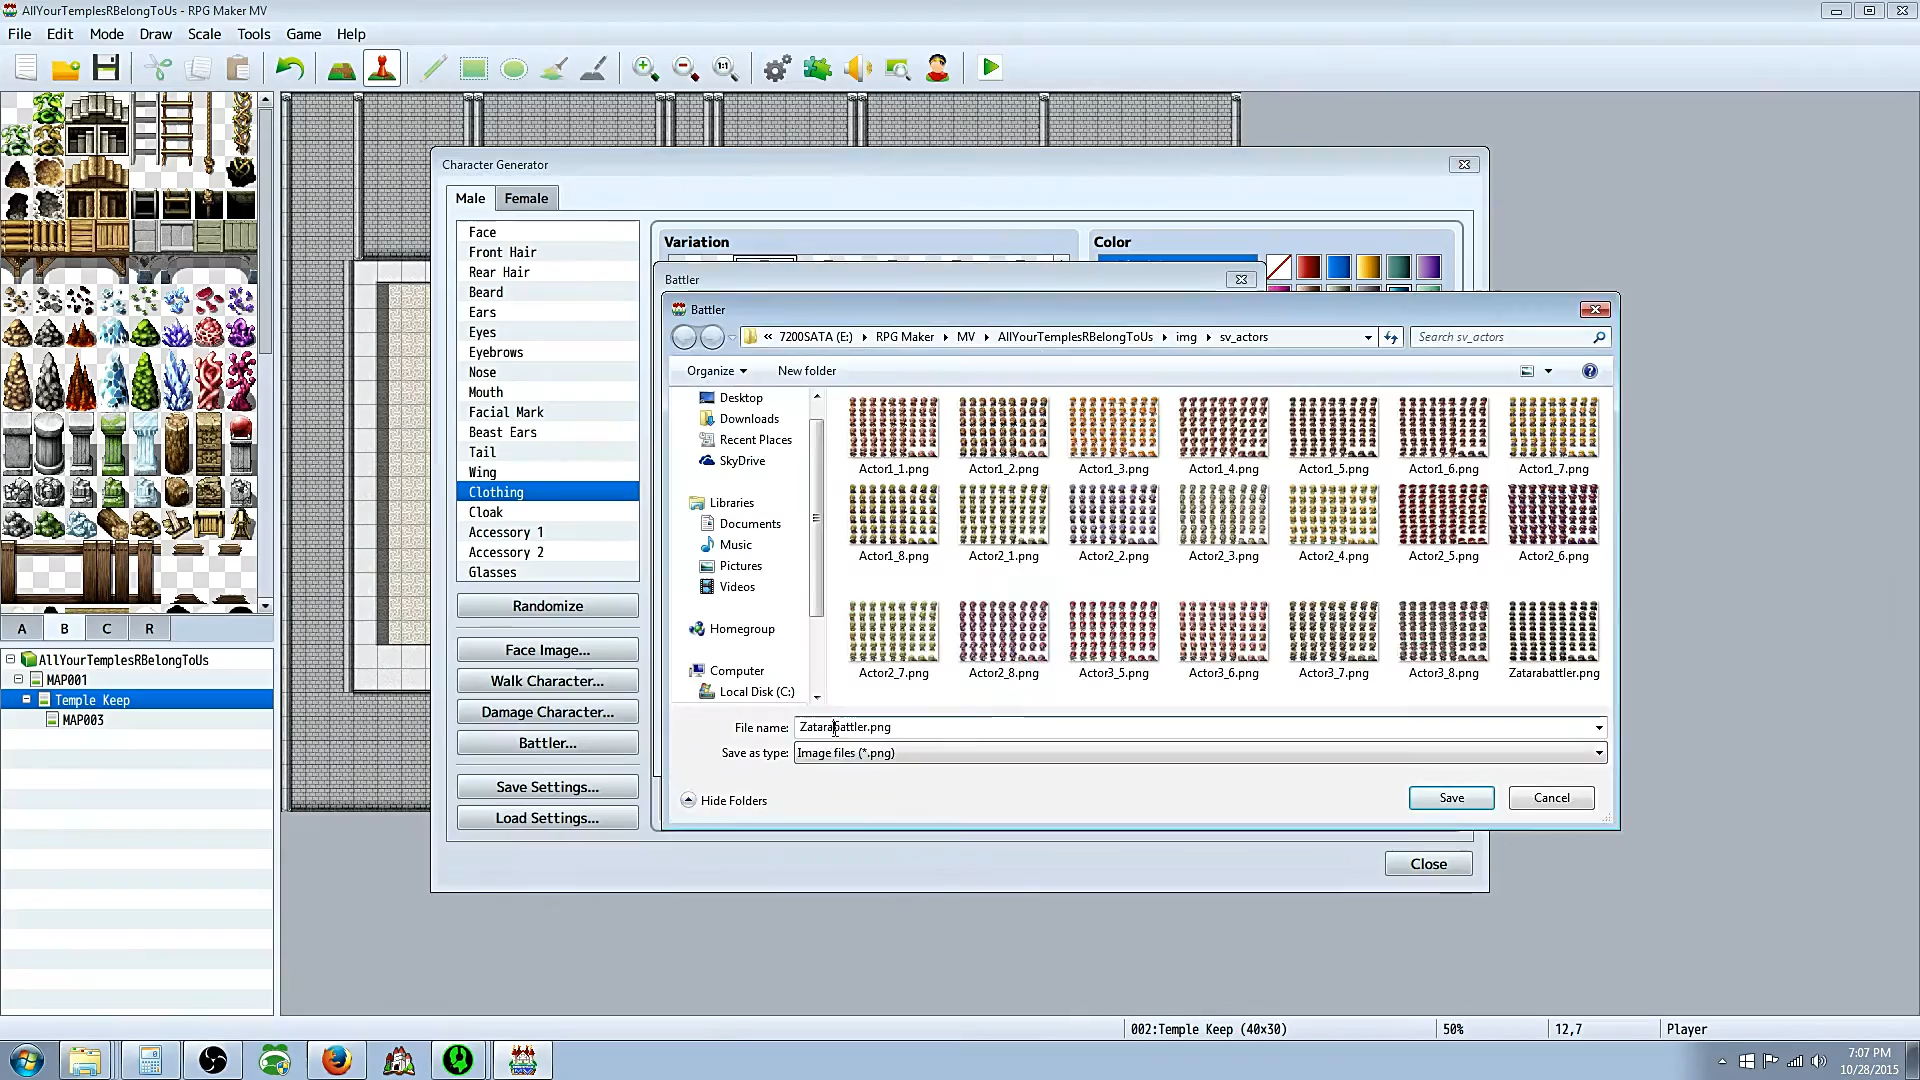 AllYourTemplesRBelongToUs - RPG Maker MV
File Edit Mode Draw Scale Tools Game Help
1:1
Character Generator
Male Female
Face
Front Hair
Rear Hair
Beard
Ears
Eyes
Eyebrows
Nose
Mouth
Facial Mark
Beast Ears
Tail
Wing
Clothing
Cloak
Accessory 1
Accessory 2
Glasses
Randomize
Face Image...
Walk Character...
Damage Character...
Battler...
Save Settings...
Load Settings...
Variation
Color
Battler
Battler
« 7200SATA (E:) RPG Maker MV AllYourTemplesRBelongToUs img sv_actors
Search sv_actors
Organize New folder
Desktop
Downloads
Recent Places
SkyDrive
Libraries
Documents
Music
Pictures
Videos
Homegroup
Computer
Local Disk (C:)
Actor1_1.png Actor1_2.png Actor1_3.png Actor1_4.png Actor1_5.png Actor1_6.png Actor1_7.png
Actor1_8.png Actor2_1.png Actor2_2.png Actor2_3.png Actor2_4.png Actor2_5.png Actor2_6.png
Actor2_7.png Actor2_8.png Actor3_5.png Actor3_6.png Actor3_7.png Actor3_8.png Zatarabattler.png
File name: Zatarabattler.png
Save as type: Image files (*.png)
Hide Folders
Save Cancel
Close
A B C R
AllYourTemplesRBelongToUs
MAP001
Temple Keep
MAP003
002:Temple Keep (40x30) 50% 12,7 Player
7:07 PM
10/28/2015